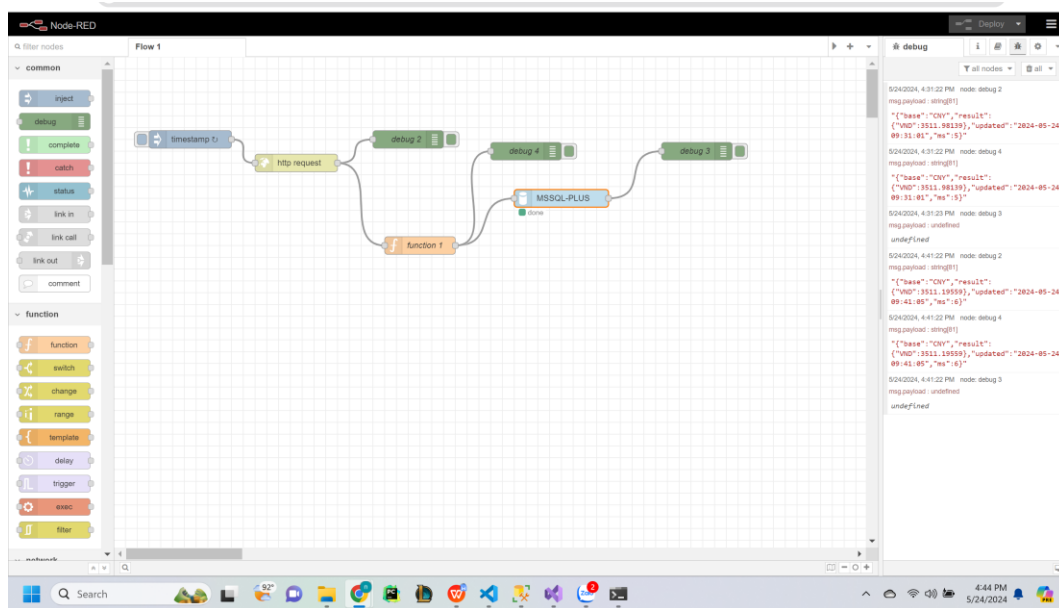 Node-RED
Deploy
filter nodes
Flow 1
debug
all nodes
all
common
inject
debug
complete
catch
status
link in
link call
link out
comment
function
function
switch
change
range
template
delay
trigger
exec
filter
network
timestamp ↻
http request
debug 2
debug 4
debug 3
MSSQL-PLUS
done
function 1
5/24/2024, 4:31:22 PM node: debug 2
msg.payload : string[81]
"{"base":"CNY","result":
{"VND":3511.98139},"updated":"2024-05-24
09:31:01","ms":5}"
5/24/2024, 4:31:22 PM node: debug 4
msg.payload : string[81]
"{"base":"CNY","result":
{"VND":3511.98139},"updated":"2024-05-24
09:31:01","ms":5}"
5/24/2024, 4:31:23 PM node: debug 3
msg.payload : undefined
undefined
5/24/2024, 4:41:22 PM node: debug 2
msg.payload : string[81]
"{"base":"CNY","result":
{"VND":3511.19559},"updated":"2024-05-24
09:41:05","ms":6}"
5/24/2024, 4:41:22 PM node: debug 4
msg.payload : string[81]
"{"base":"CNY","result":
{"VND":3511.19559},"updated":"2024-05-24
09:41:05","ms":6}"
5/24/2024, 4:41:22 PM node: debug 3
msg.payload : undefined
undefined
Search
92°
2
4:44 PM
5/24/2024